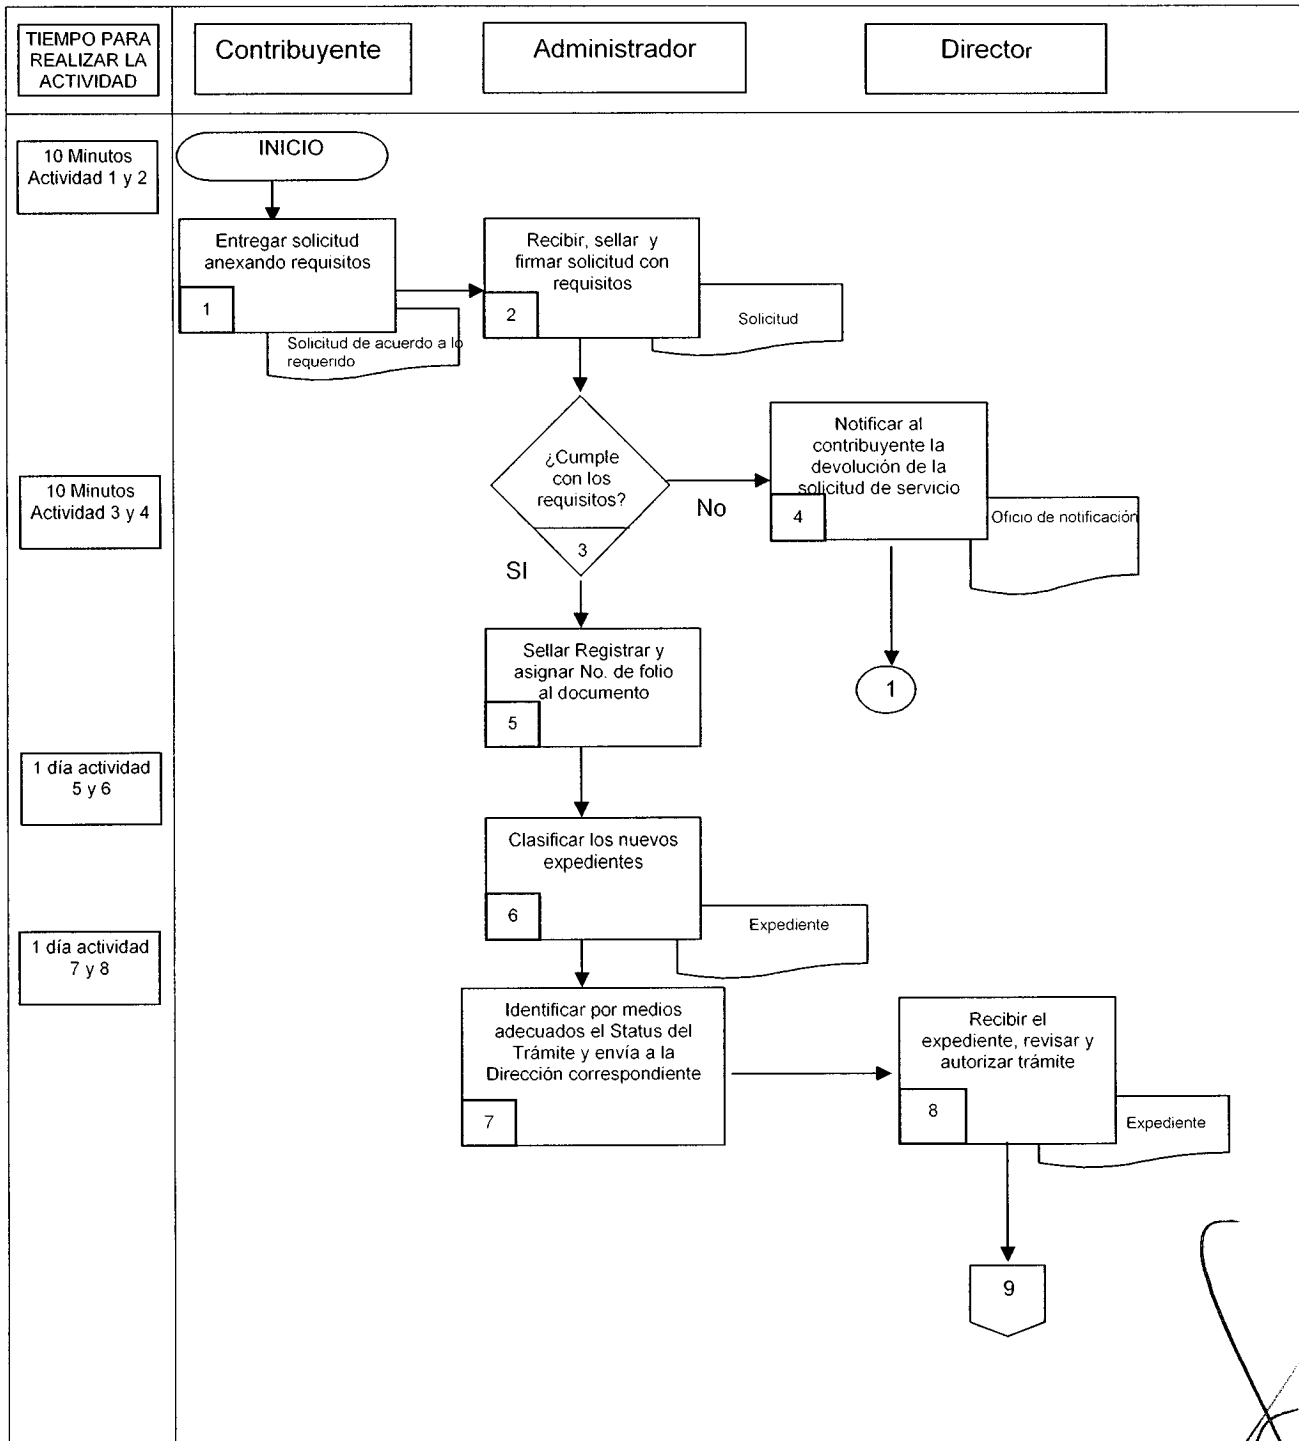 TIEMPO PARA
REALIZAR LA
ACTIVIDAD
Contribuyente
Administrador
Director
10 Minutos
Actividad 1 y 2
INICIO
Entregar solicitud
anexando requisitos
1
Solicitud de acuerdo a lo
requerido
Recibir, sellar y
firmar solicitud con
requisitos
2
Solicitud
10 Minutos
Actividad 3 y 4
¿Cumple
con los
requisitos?
3
No
SI
Notificar al
contribuyente la
devolución de la
solicitud de servicio
4
Oficio de notificación
1
Sellar Registrar y
asignar No. de folio
al documento
5
1 día actividad
5 y 6
Clasificar los nuevos
expedientes
6
Expediente
1 día actividad
7 y 8
Identificar por medios
adecuados el Status del
Trámite y envía a la
Dirección correspondiente
7
Recibir el
expediente, revisar y
autorizar trámite
8
Expediente
9